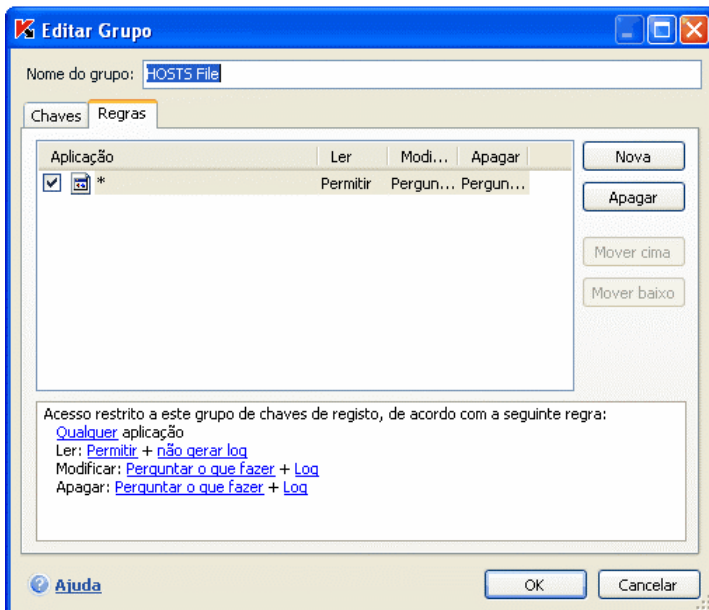 Editar Grupo
Nome do grupo: HOSTS File
Chaves Regras
Aplicação Ler Modi... Apagar
* Permitir Pergun... Pergun...
Nova
Apagar
Mover cima
Mover baixo
Acesso restrito a este grupo de chaves de registo, de acordo com a seguinte regra:
Qualquer aplicação
Ler: Permitir + não gerar log
Modificar: Perguntar o que fazer + Log
Apagar: Perguntar o que fazer + Log
Ajuda
OK Cancelar